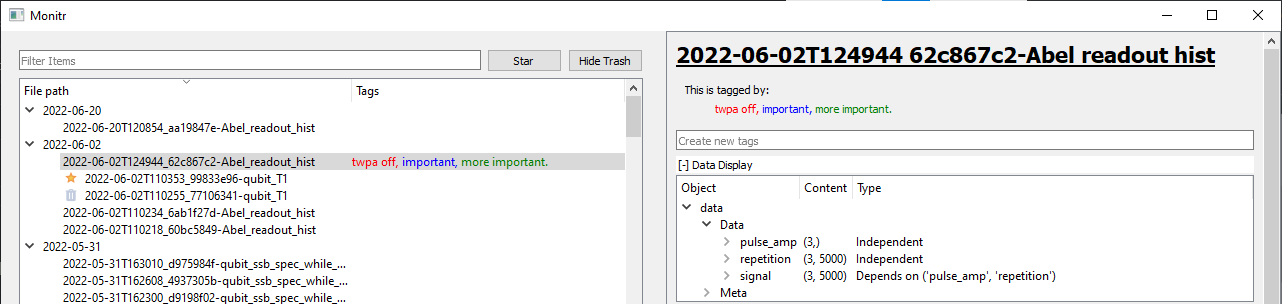 Monitr
Filter Items
Star
Hide Trash
File path Tags
2022-06-20
2022-06-20T120854_aa19847e-Abel_readout_hist
2022-06-02
2022-06-02T124944_62c867c2-Abel_readout_hist twpa off, important, more important.
2022-06-02T110353_99833e96-qubit_T1
2022-06-02T110255_77106341-qubit_T1
2022-06-02T110234_6ab1f27d-Abel_readout_hist
2022-06-02T110218_60bc5849-Abel_readout_hist
2022-05-31
2022-05-31T163010_d975984f-qubit_ssb_spec_while_...
2022-05-31T162608_4937305b-qubit_ssb_spec_while_...
2022-05-31T162300_d9198f02-qubit_ssb_spec_while_...
2022-06-02T124944 62c867c2-Abel readout hist
This is tagged by:
twpa off, important, more important.
Create new tags
[-] Data Display
Object Content Type
data
Data
pulse_amp (3,) Independent
repetition (3, 5000) Independent
signal (3, 5000) Depends on ('pulse_amp', 'repetition')
Meta